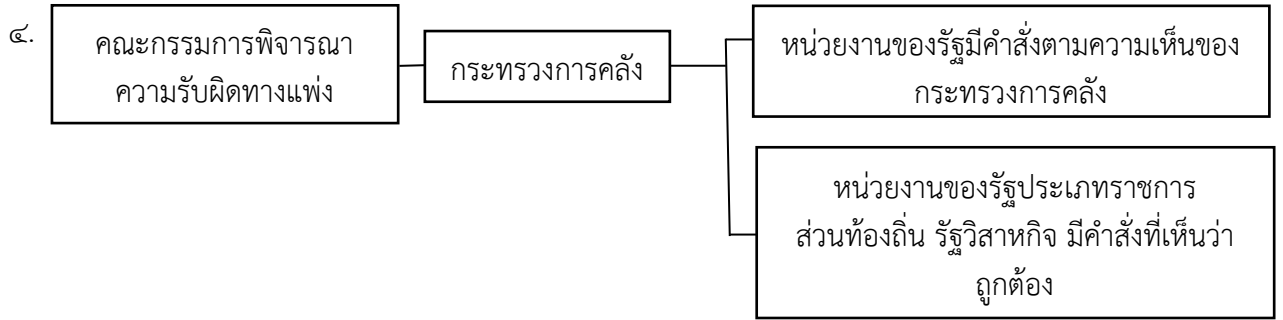 ๔.
คณะกรรมการพิจารณา
ความรับผิดทางแพ่ง
กระทรวงการคลัง
หน่วยงานของรัฐมีคำสั่งตามความเห็นของ
กระทรวงการคลัง
หน่วยงานของรัฐประเภทราชการ
ส่วนท้องถิ่น รัฐวิสาหกิจ มีคำสั่งที่เห็นว่า
ถูกต้อง